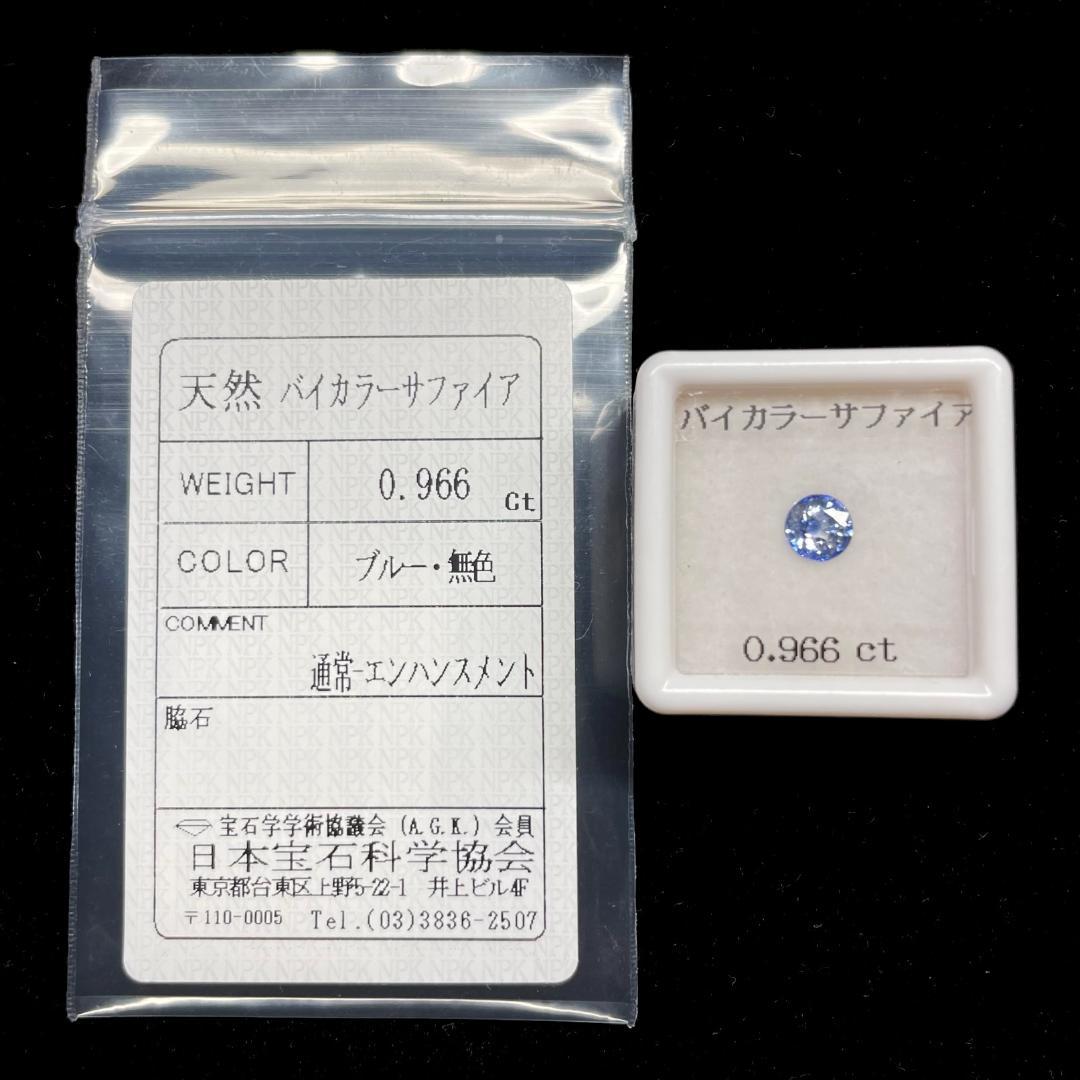 天然 バイカラーサファイア
WEIGHT 0.966 Ct
COLOR ブルー・無色
COMMENT
通常-エンハンスメント
脇石
宝石学学術協議会 (A.G.K.) 会員
日本宝石科学協会
東京都台東区上野5-22-1 井上ビル4F
〒110-0005 Tel.(03)3836-2507
バイカラーサファイア
0.966 ct